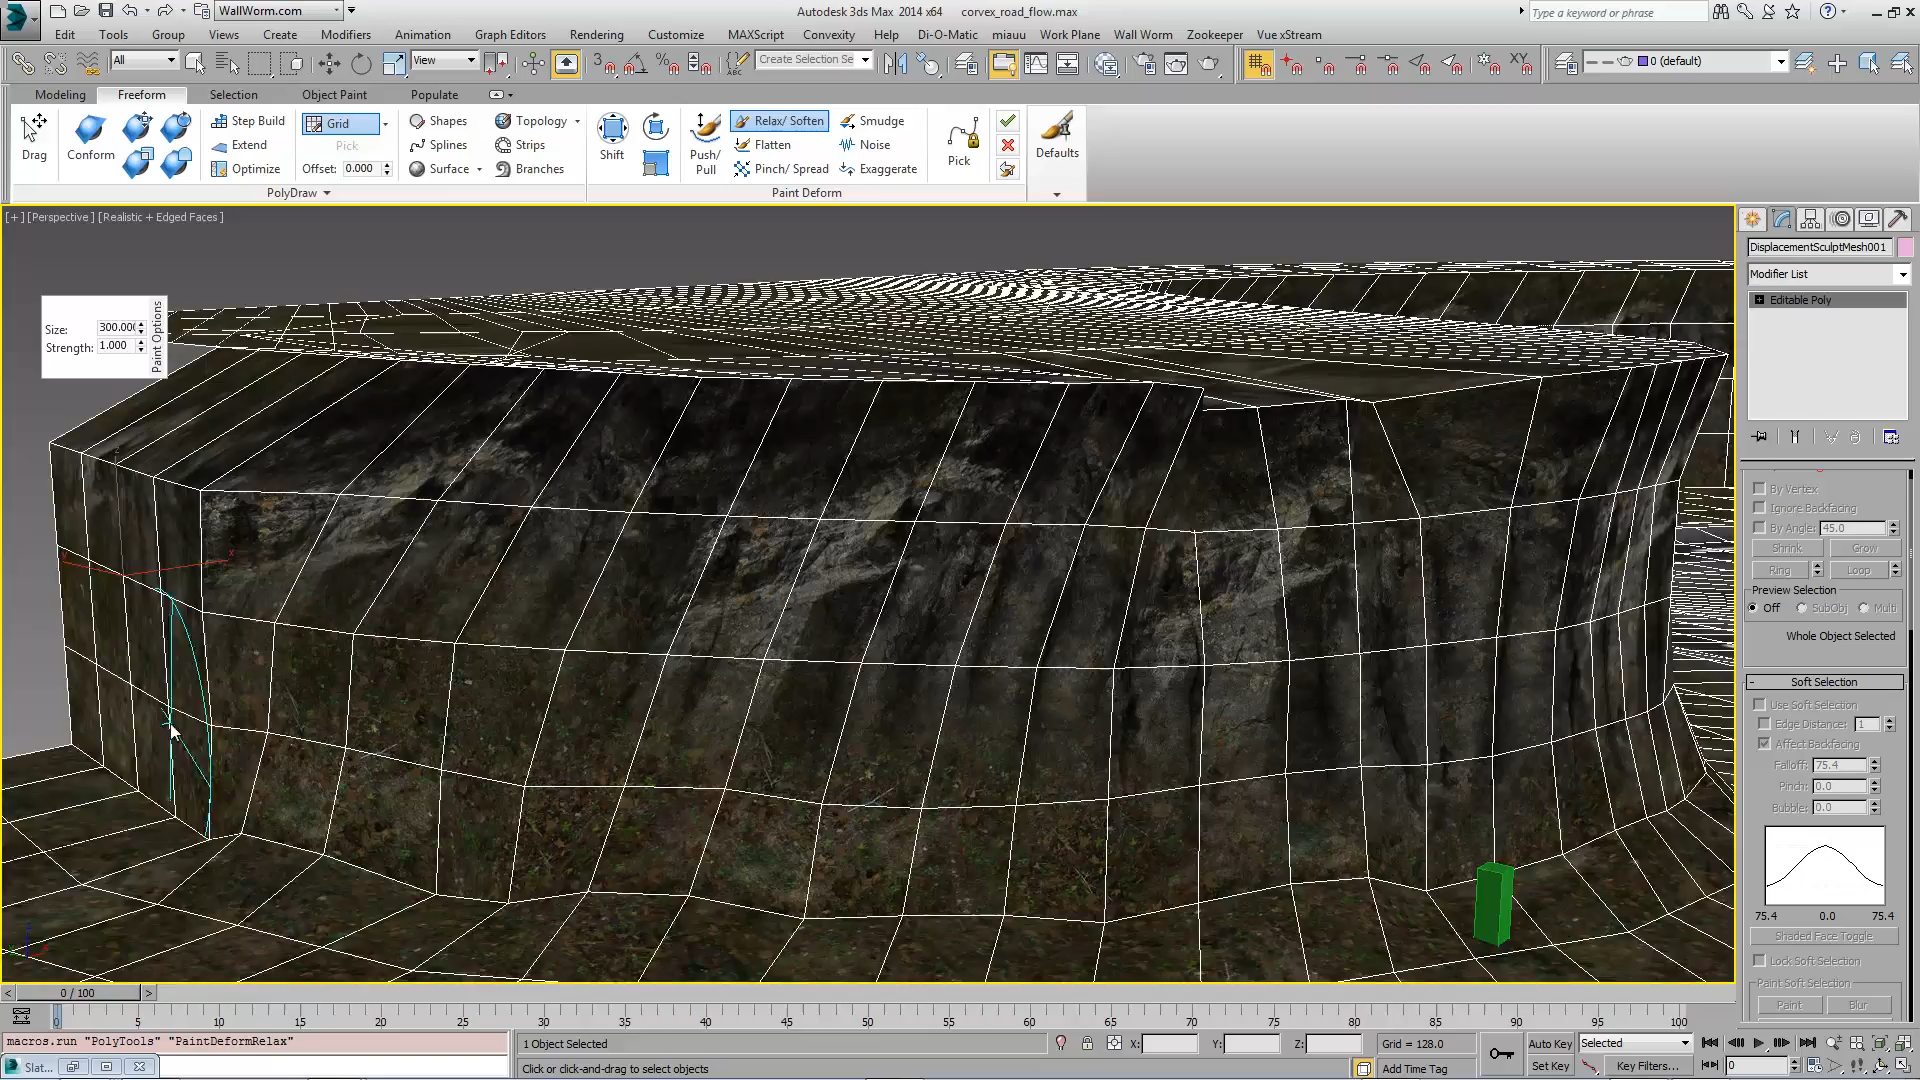 WallWorm.com
Autodesk 3ds Max 2014 x64 corvex_road_flow.max
Type a keyword or phrase
Edit Tools Group Views Create Modifiers Animation Graph Editors Rendering Customize MAXScript Convexity Help Di-O-Matic miauu Work Plane Wall Worm Zookeeper Vue xStream
All View 3 Create Selection Se XY 0 (default)
Modeling Freeform Selection Object Paint Populate
Drag Conform Step Build Extend Optimize Grid Pick Offset: 0.000 Shapes Splines Surface Topology Strips Branches
Shift Push/ Pull Relax/ Soften Flatten Pinch/ Spread Smudge Noise Exaggerate Pick Defaults
PolyDraw Paint Deform
[+] [Perspective] [Realistic + Edged Faces]
Size: 300.000
Strength: 1.000
Paint Options
x
DisplacementSculptMesh001
Modifier List
Editable Poly
By Vertex
Ignore Backfacing
By Angle: 45.0
Shrink Grow
Ring Loop
Preview Selection
Off SubObj Multi
Whole Object Selected
Soft Selection
Use Soft Selection
Edge Distance: 1
Affect Backfacing
Falloff: 75.4
Pinch: 0.0
Bubble: 0.0
75.4 0.0 75.4
Shaded Face Toggle
Lock Soft Selection
Paint Soft Selection
Paint Blur
0 / 100
0 5 10 15 20 25 30 35 40 45 50 55 60 65 70 75 80 85 90 95 100
macros.run "PolyTools" "PaintDeformRelax"
1 Object Selected X: Y: Z: Grid = 128.0 Auto Key Selected
Slat...
Click or click-and-drag to select objects Add Time Tag Set Key Key Filters... 0